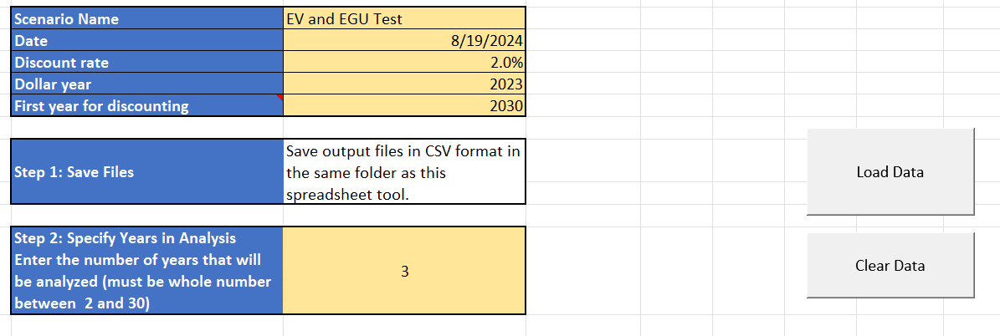 Scenario Name EV and EGU Test
Date 8/19/2024
Discount rate 2.0%
Dollar year 2023
First year for discounting 2030
Step 1: Save Files
Save output files in CSV format in
the same folder as this
spreadsheet tool.
Load Data
Step 2: Specify Years in Analysis
Enter the number of years that will
be analyzed (must be whole number
between  2 and 30)
3
Clear Data